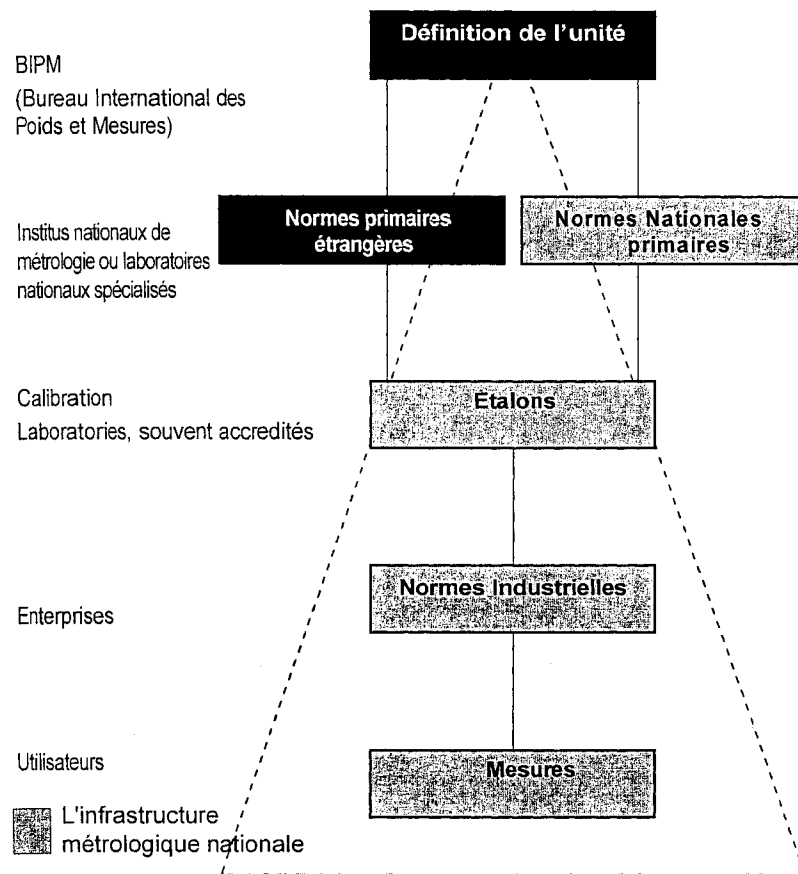 Définition de l'unité
BIPM
(Bureau International des
Poids et Mesures)
Normes primaires
étrangères
Normes Nationales
primaires
Institus nationaux de
métrologie ou laboratoires
nationaux spécialisés
Etalons
Calibration
Laboratories, souvent accredités
Normes Industrielles
Enterprises
Mesures
Utilisateurs
L'infrastructure
métrologique nationale